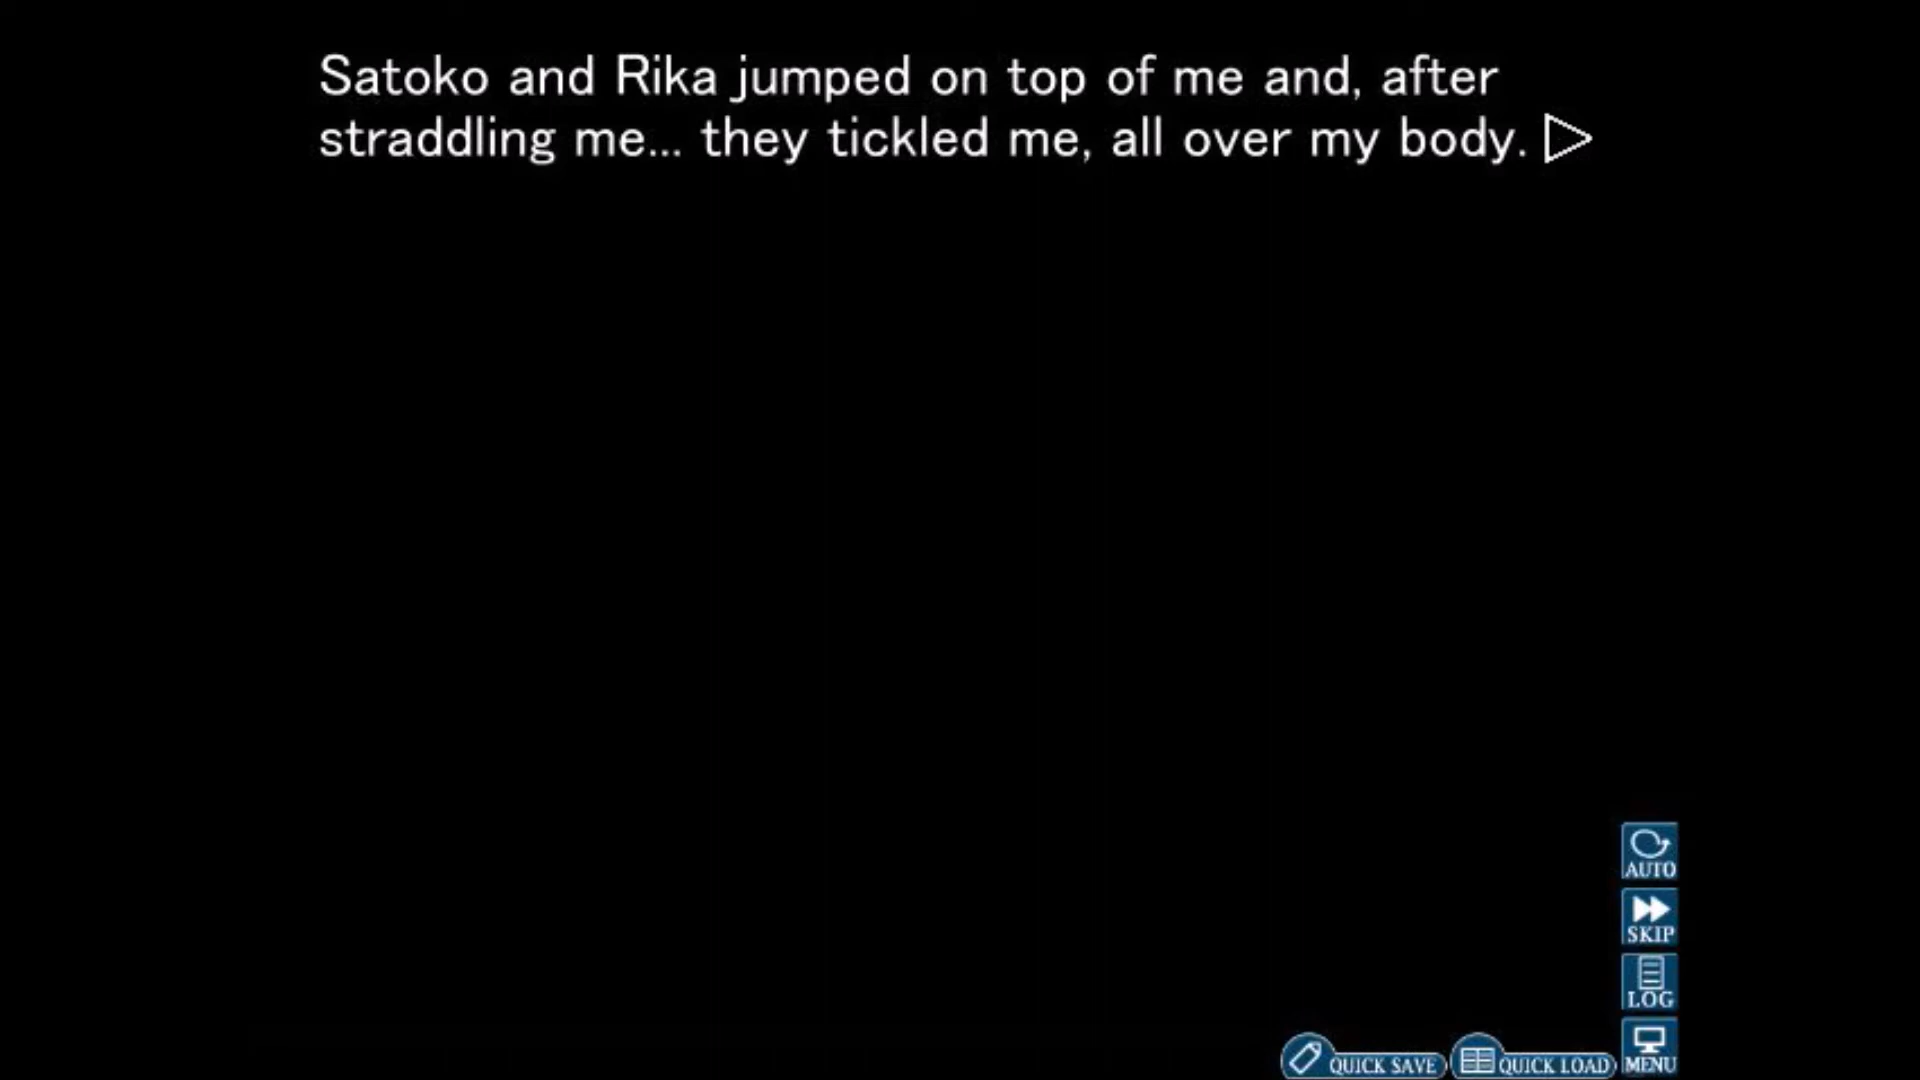 Satoko and Rika jumped on top of me and, after
straddling me... they tickled me, all over my body.
AUTO
SKIP
LOG
MENU
QUICK SAVE
QUICK LOAD